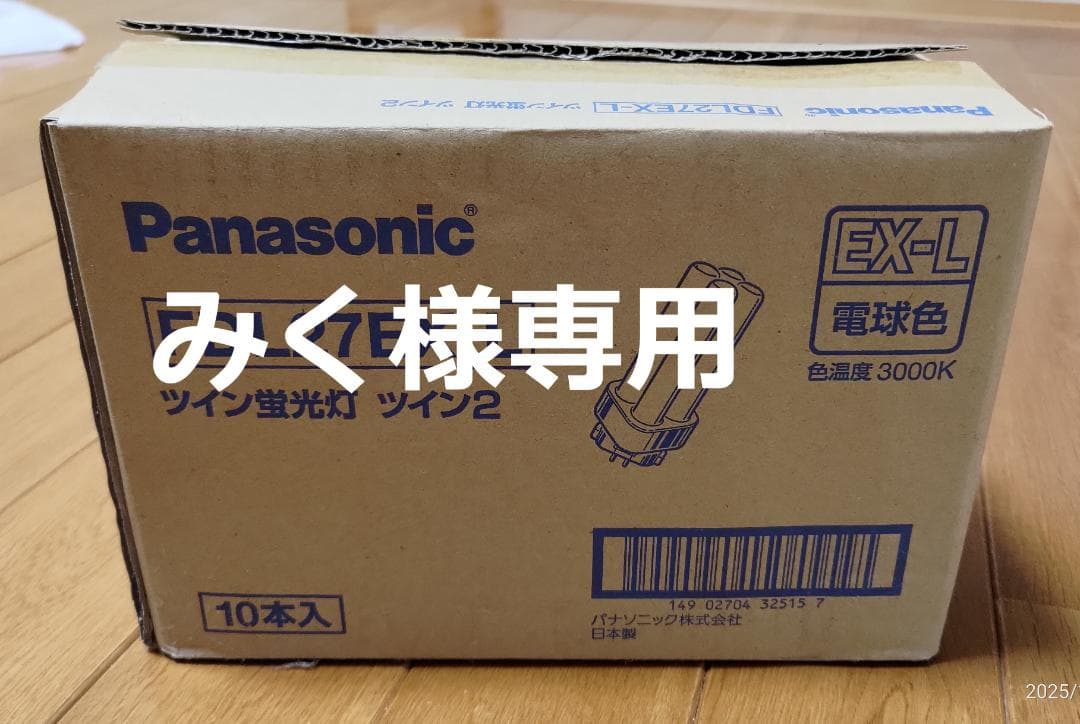 Panasonic® FDL27EX-L ツイン蛍光灯 ツイン2
Panasonic®
EX-L
電球色
色温度 3000K
みく様専用
ツイン蛍光灯 ツイン2
149 02704 32515 7
パナソニック株式会社
日本製
10本入